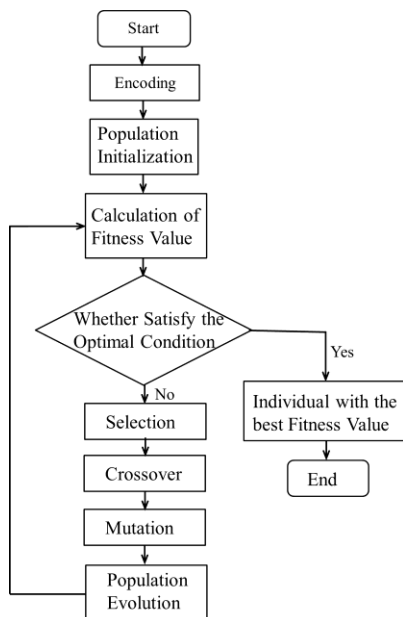 Start
Encoding
Population
Initialization
Calculation of
Fitness Value
Whether Satisfy the
Optimal Condition
Yes
No
Individual with the
best Fitness Value
Selection
End
Crossover
Mutation
Population
Evolution